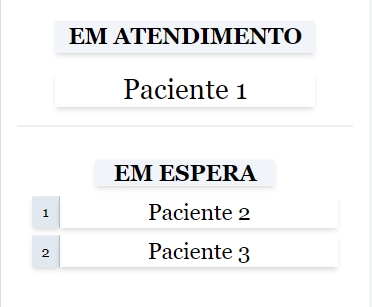 EM ATENDIMENTO
Paciente 1
EM ESPERA
1 Paciente 2
2 Paciente 3